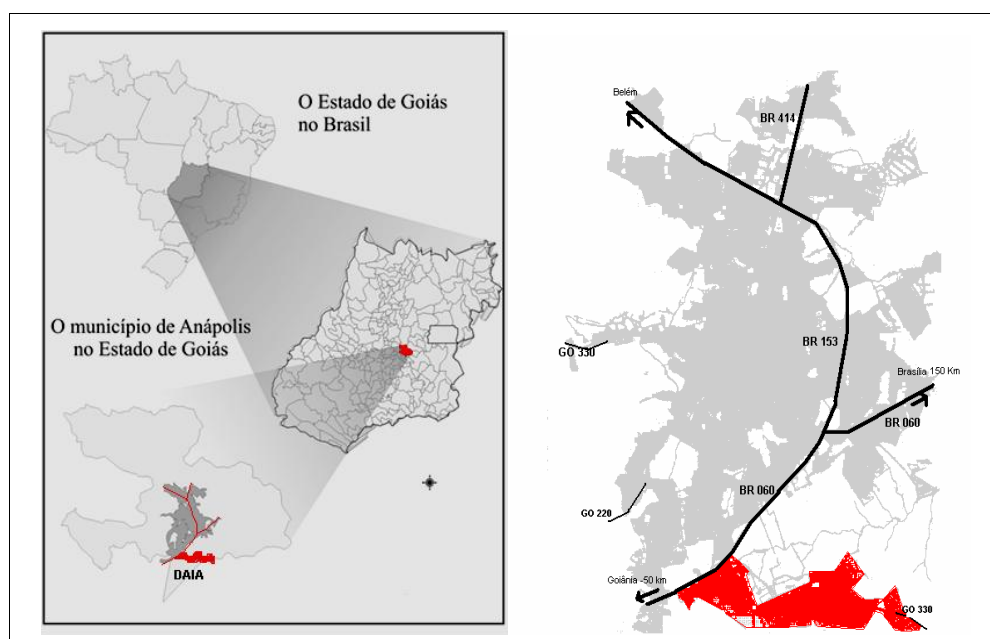 O Estado de Goiás
no Brasil
O município de Anápolis
no Estado de Goiás
DAIA
Belém
BR 414
GO 330
BR 153
Brasília 150 Km
BR 060
BR 060
GO 220
Goiânia -50 km
GO 330